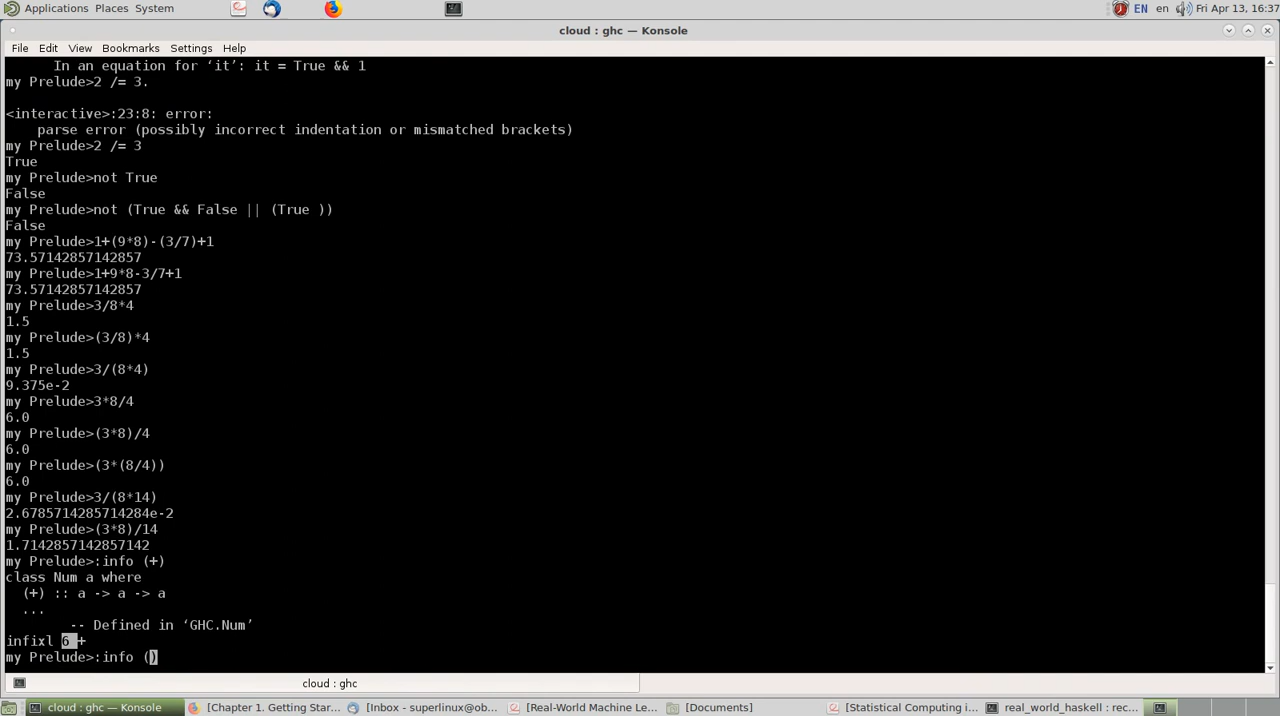 Applications Places System
EN en Fri Apr 13, 16:37
cloud : ghc — Konsole
File Edit View Bookmarks Settings Help
In an equation for ‘it’: it = True && 1
my Prelude>2 /= 3.
<interactive>:23:8: error:
parse error (possibly incorrect indentation or mismatched brackets)
my Prelude>2 /= 3
True
my Prelude>not True
False
my Prelude>not (True && False || (True ))
False
my Prelude>1+(9*8)-(3/7)+1
73.57142857142857
my Prelude>1+9*8-3/7+1
73.57142857142857
my Prelude>3/8*4
1.5
my Prelude>(3/8)*4
1.5
my Prelude>3/(8*4)
9.375e-2
my Prelude>3*8/4
6.0
my Prelude>(3*8)/4
6.0
my Prelude>(3*(8/4))
6.0
my Prelude>3/(8*14)
2.6785714285714284e-2
my Prelude>(3*8)/14
1.7142857142857142
my Prelude>:info (+)
class Num a where
(+) :: a -> a -> a
...
-- Defined in ‘GHC.Num’
infixl 6 +
my Prelude>:info ()
cloud : ghc
cloud : ghc — Konsole [Chapter 1. Getting Star... [Inbox - superlinux@ob... [Real-World Machine Le... [Documents] [Statistical Computing i... real_world_haskell : rec...